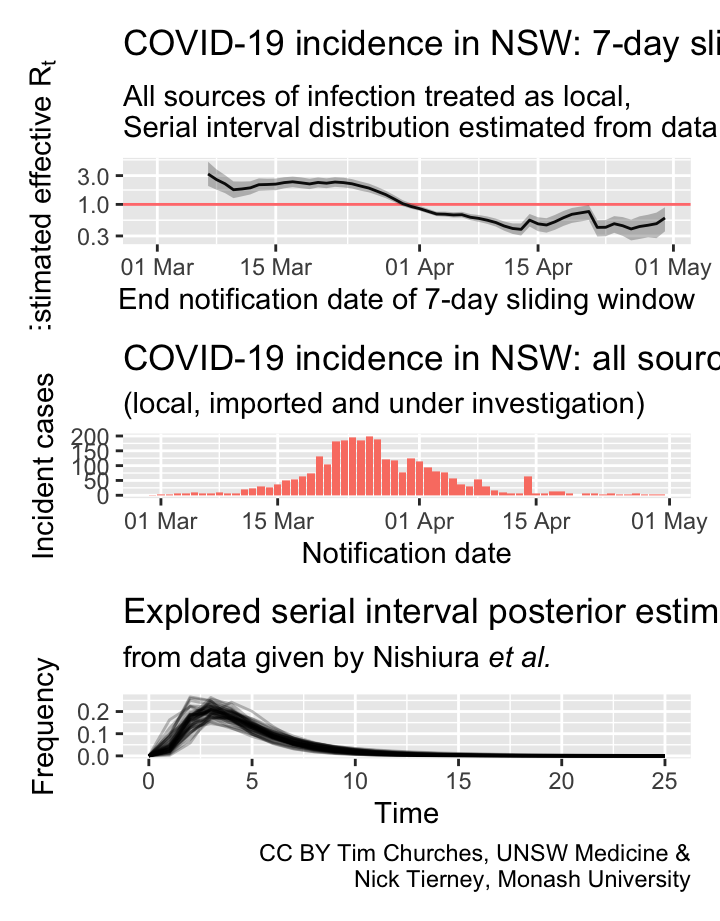 COVID-19 incidence in NSW: 7-day sli
All sources of infection treated as local,
Serial interval distribution estimated from data
stimated effective Rt
3.0
1.0
0.3
01 Mar 15 Mar 01 Apr 15 Apr 01 May
End notification date of 7-day sliding window
COVID-19 incidence in NSW: all sourc
(local, imported and under investigation)
Incident cases
200
150
100
50
0
01 Mar 15 Mar 01 Apr 15 Apr 01 May
Notification date
Explored serial interval posterior estim
from data given by Nishiura et al.
Frequency
0.2
0.1
0.0
0 5 10 15 20 25
Time
CC BY Tim Churches, UNSW Medicine &
Nick Tierney, Monash University